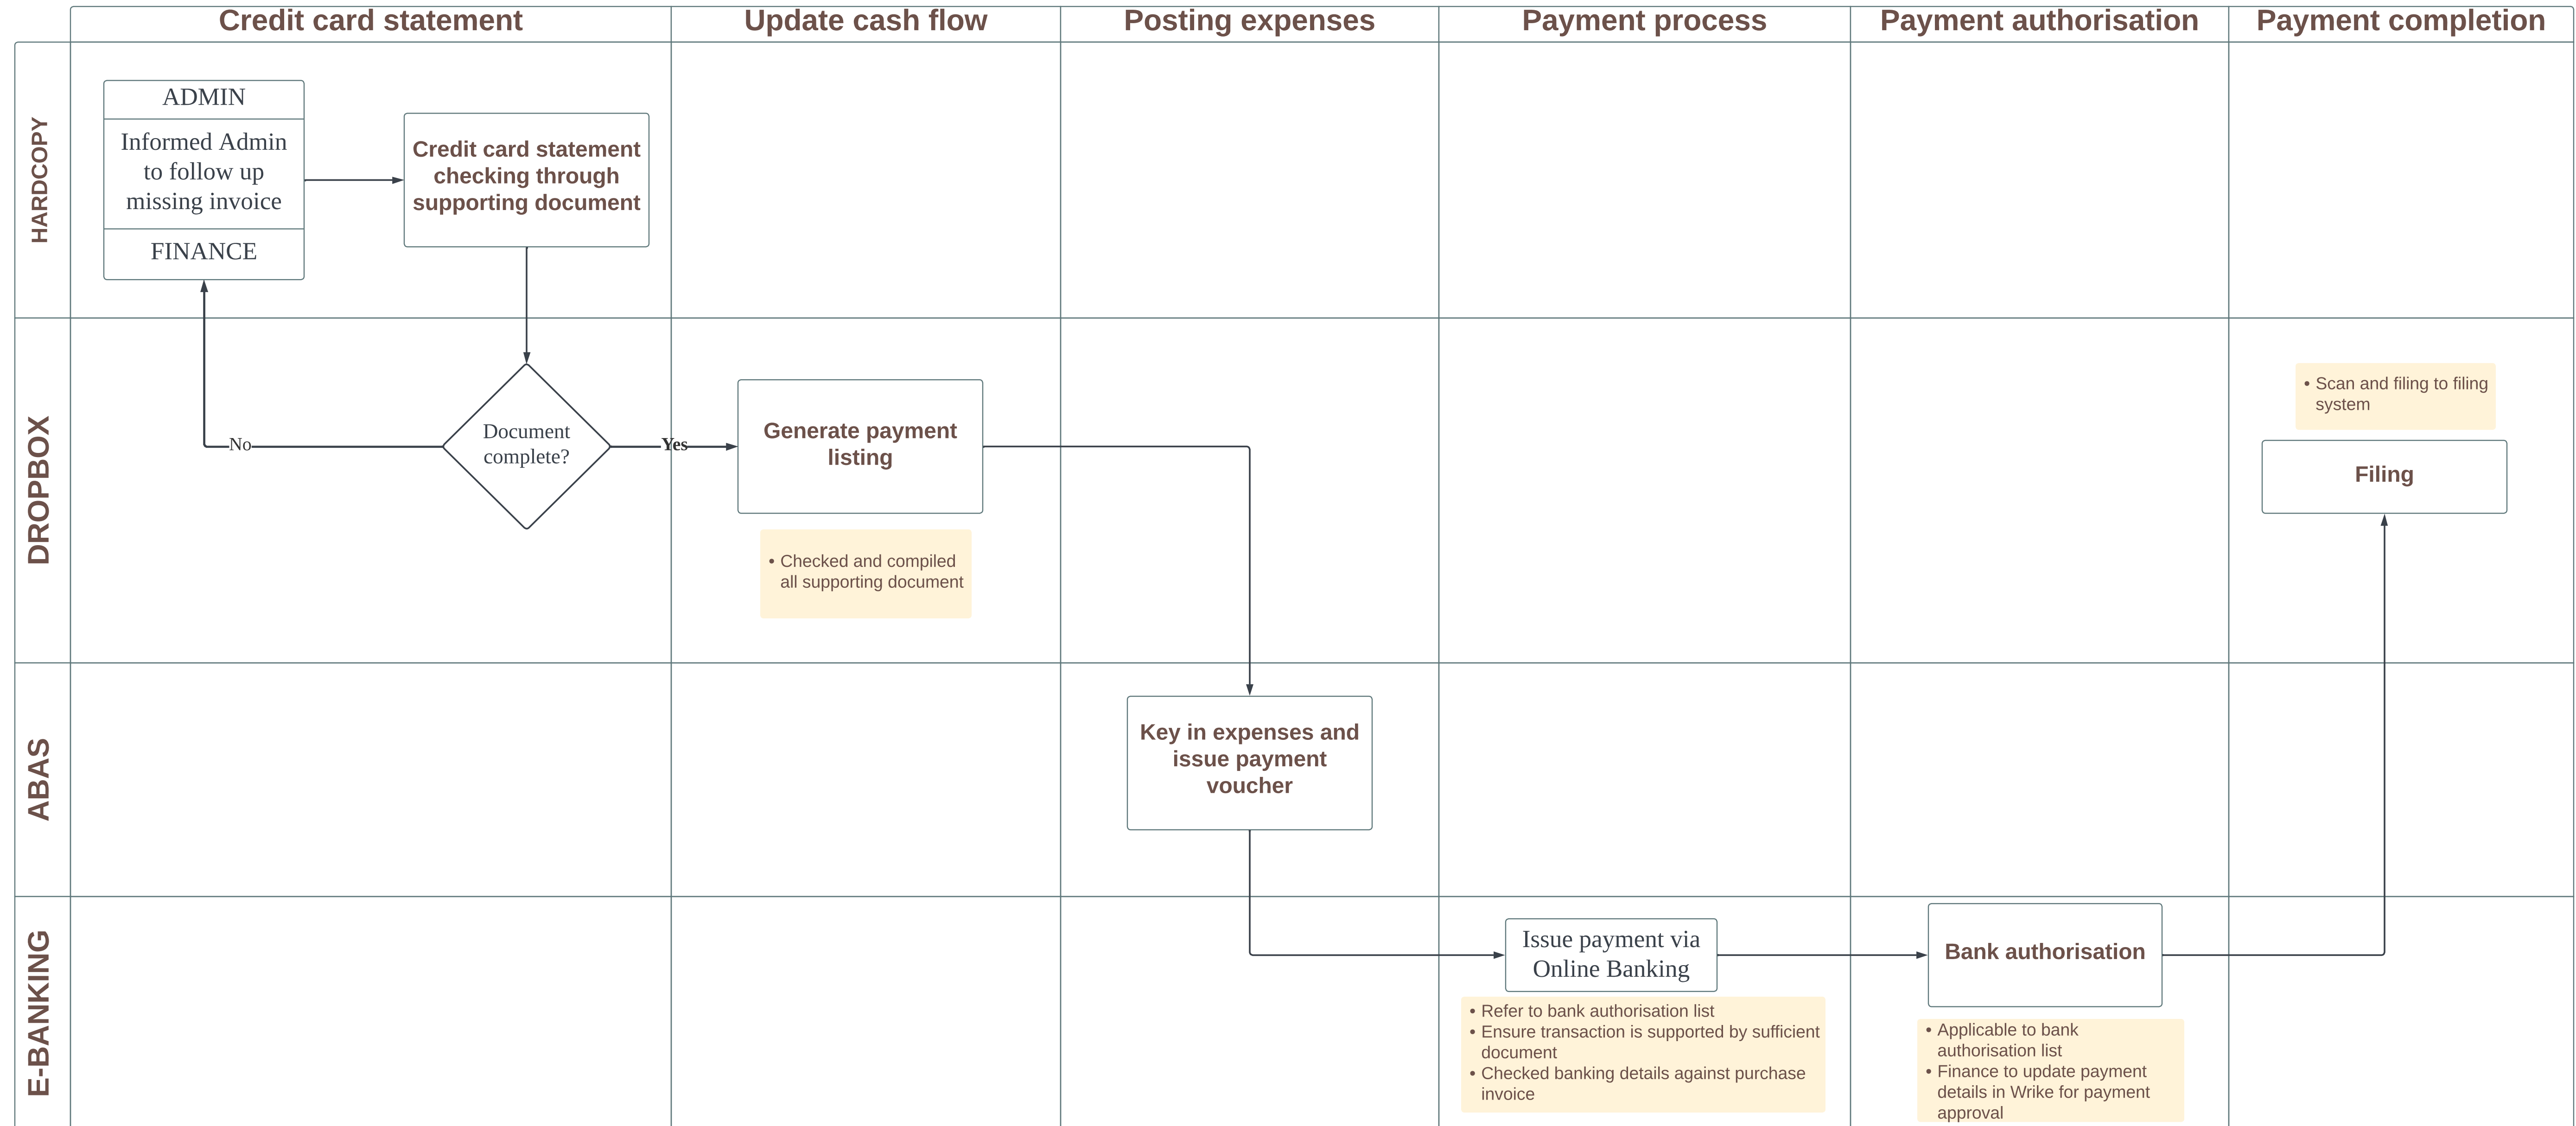 Credit card statement
Update cash flow
Posting expenses
Payment process
Payment authorisation
Payment completion
HARDCOPY
ADMIN
Informed Admin
to follow up
missing invoice
FINANCE
Credit card statement
checking through
supporting document
DROPBOX
No
Document
complete?
Yes
Generate payment
listing
• Checked and compiled
all supporting document
• Scan and filing to filing
system
Filing
ABAS
Key in expenses and
issue payment
voucher
E-BANKING
Issue payment via
Online Banking
• Refer to bank authorisation list
• Ensure transaction is supported by sufficient
document
• Checked banking details against purchase
invoice
Bank authorisation
• Applicable to bank
authorisation list
• Finance to update payment
details in Wrike for payment
approval